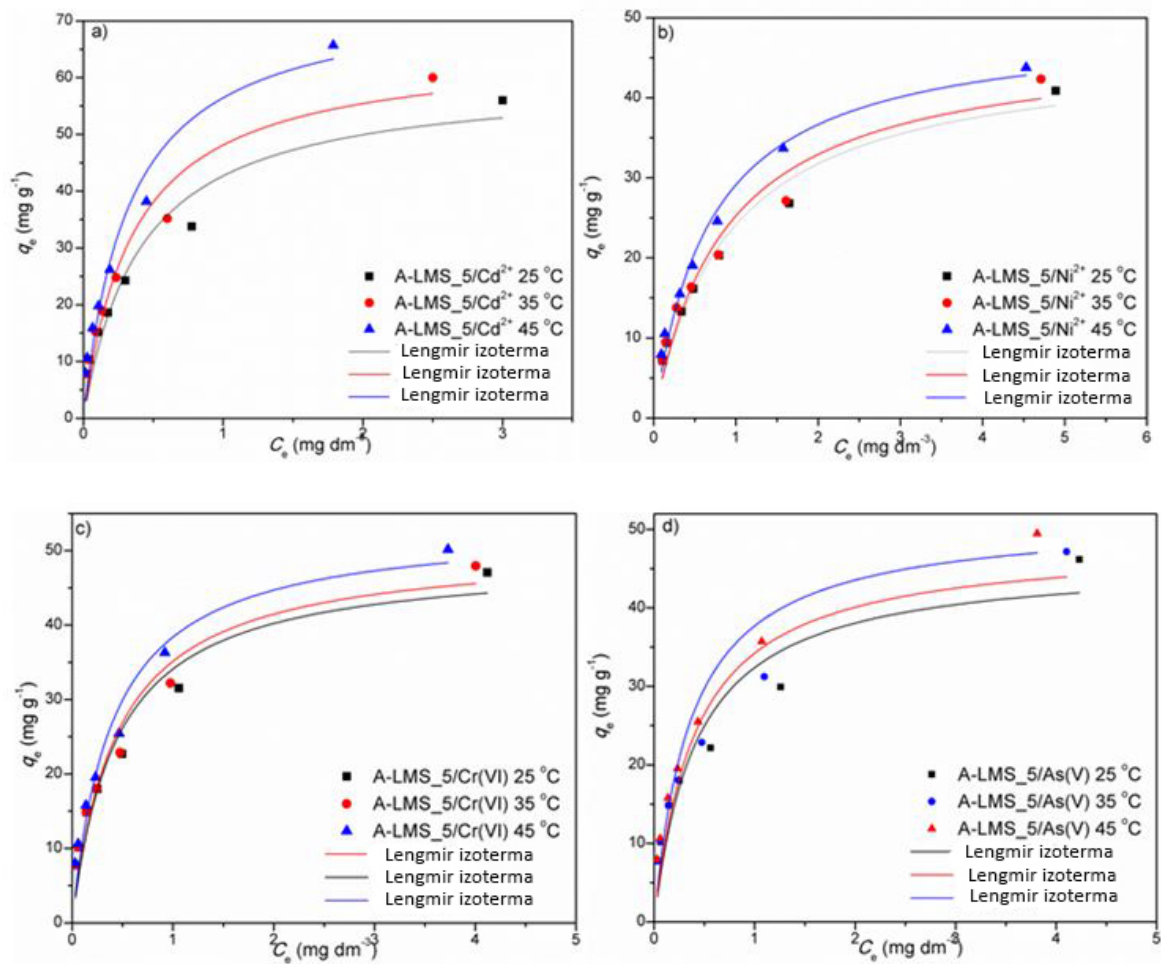 a)
70
60
50
40
30
20
10
0
qe (mg g-1)
A-LMS_5/Cd2+ 25 °C
A-LMS_5/Cd2+ 35 °C
A-LMS_5/Cd2+ 45 °C
Lengmir izoterma
Lengmir izoterma
Lengmir izoterma
0 1 2 3
Ce (mg dm-3)
b)
50
40
30
20
10
0
qe (mg g-1)
A-LMS_5/Ni2+ 25 °C
A-LMS_5/Ni2+ 35 °C
A-LMS_5/Ni2+ 45 °C
Lengmir izoterma
Lengmir izoterma
Lengmir izoterma
0 1 2 3 4 5 6
Ce (mg dm-3)
c)
50
40
30
20
10
0
qe (mg g-1)
A-LMS_5/Cr(VI) 25 °C
A-LMS_5/Cr(VI) 35 °C
A-LMS_5/Cr(VI) 45 °C
Lengmir izoterma
Lengmir izoterma
Lengmir izoterma
0 1 2 3 4 5
Ce (mg dm-3)
d)
50
40
30
20
10
0
qe (mg g-1)
A-LMS_5/As(V) 25 °C
A-LMS_5/As(V) 35 °C
A-LMS_5/As(V) 45 °C
Lengmir izoterma
Lengmir izoterma
Lengmir izoterma
0 1 2 3 4 5
Ce (mg dm-3)